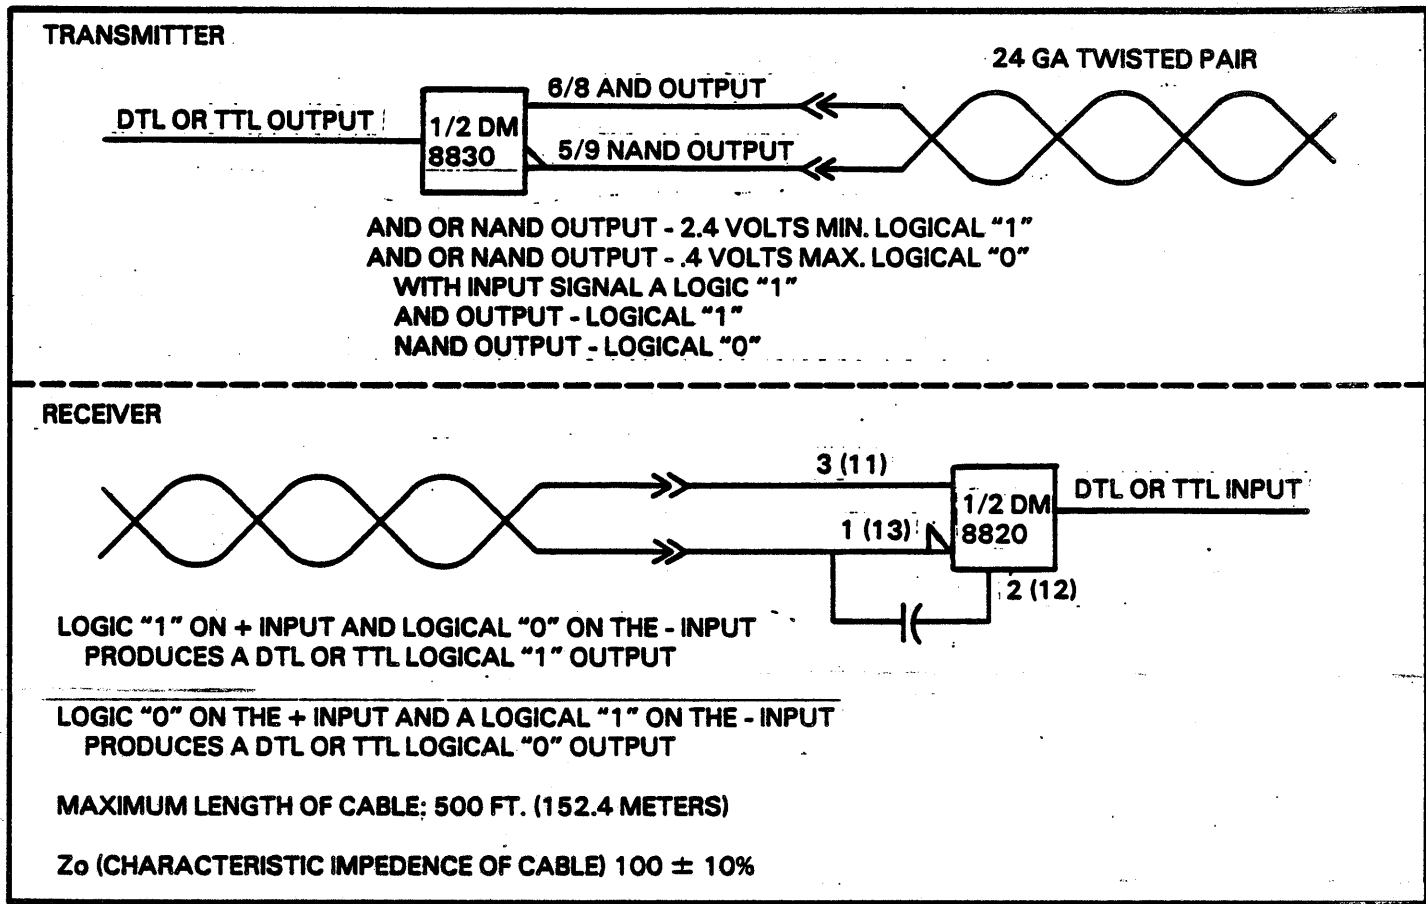 TRANSMITTER
24 GA TWISTED PAIR
6/8 AND OUTPUT
DTL OR TTL OUTPUT
1/2 DM
8830
5/9 NAND OUTPUT
AND OR NAND OUTPUT - 2.4 VOLTS MIN. LOGICAL "1"
AND OR NAND OUTPUT - .4 VOLTS MAX. LOGICAL "0"
WITH INPUT SIGNAL A LOGIC "1"
AND OUTPUT - LOGICAL "1"
NAND OUTPUT - LOGICAL "0"
RECEIVER
3 (11)
DTL OR TTL INPUT
1/2 DM
8820
1 (13)
2 (12)
LOGIC "1" ON + INPUT AND LOGICAL "0" ON THE - INPUT
PRODUCES A DTL OR TTL LOGICAL "1" OUTPUT
LOGIC "0" ON THE + INPUT AND A LOGICAL "1" ON THE - INPUT
PRODUCES A DTL OR TTL LOGICAL "0" OUTPUT
MAXIMUM LENGTH OF CABLE: 500 FT. (152.4 METERS)
Zo (CHARACTERISTIC IMPEDENCE OF CABLE) 100 ± 10%